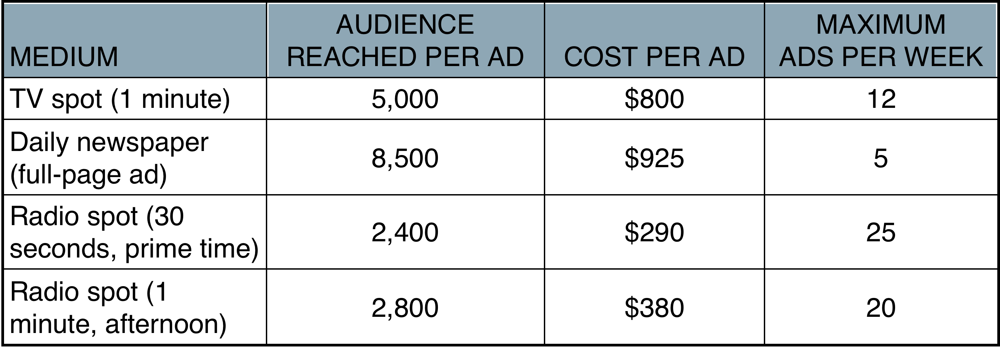 MEDIUM
AUDIENCE
REACHED PER AD
COST PER AD
MAXIMUM
ADS PER WEEK
TV spot (1 minute)
5,000
$800
12
Daily newspaper
(full-page ad)
8,500
$925
5
Radio spot (30
seconds, prime time)
2,400
$290
25
Radio spot (1
minute, afternoon)
2,800
$380
20